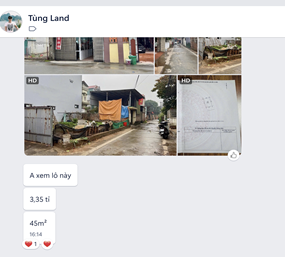 Tùng Land
HD
HD
A xem lô này
3,35 tỉ
45m²
16:14
1